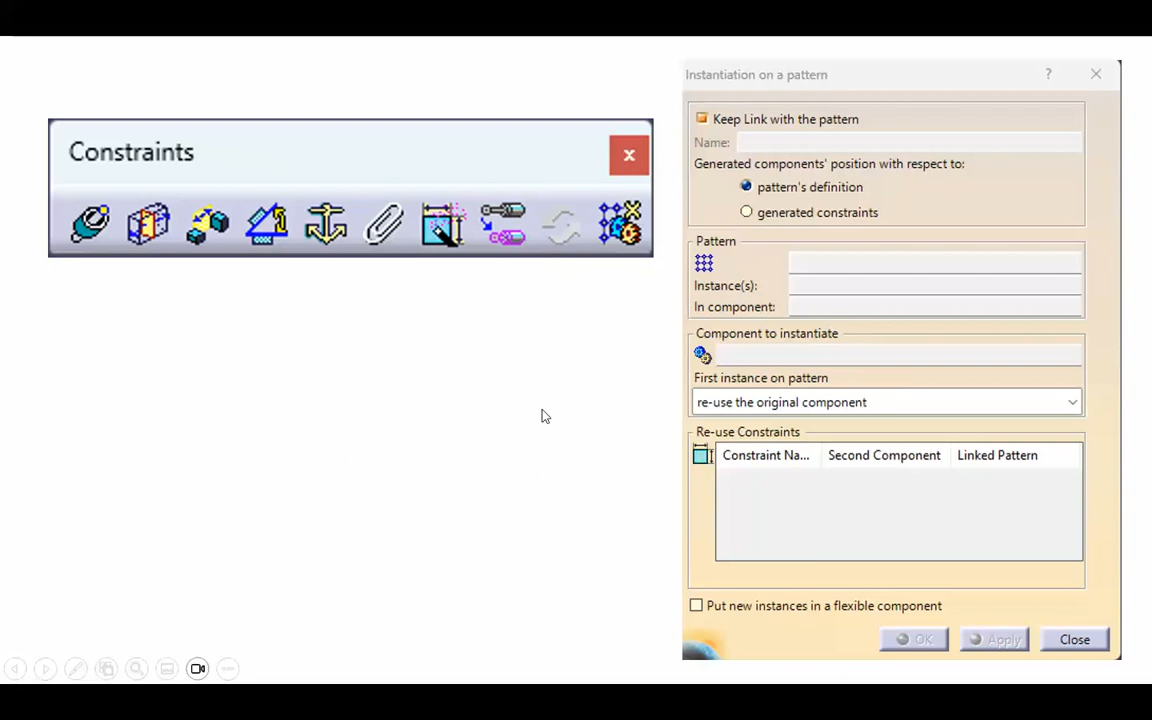 Constraints
x
Instantiation on a pattern
?
Keep Link with the pattern
Name:
Generated components' position with respect to:
pattern's definition
generated constraints
Pattern
Instance(s):
In component:
Component to instantiate
First instance on pattern
re-use the original component
Re-use Constraints
Constraint Na... Second Component Linked Pattern
Put new instances in a flexible component
OK Apply Close